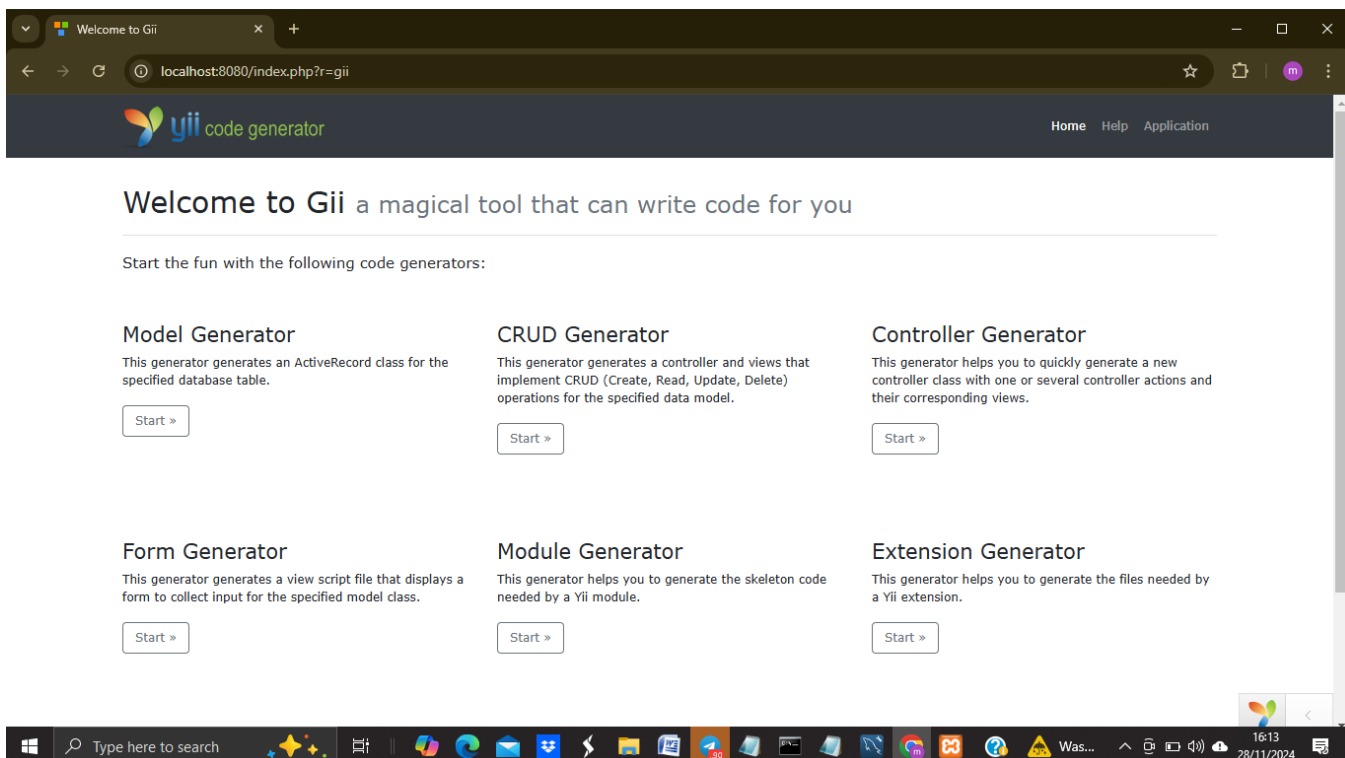 Welcome to Gii
localhost:8080/index.php?r=gii
m
yii code generator
Home Help Application
Welcome to Gii a magical tool that can write code for you
Start the fun with the following code generators:
Model Generator
This generator generates an ActiveRecord class for the
specified database table.
Start »
CRUD Generator
This generator generates a controller and views that
implement CRUD (Create, Read, Update, Delete)
operations for the specified data model.
Start »
Controller Generator
This generator helps you to quickly generate a new
controller class with one or several controller actions and
their corresponding views.
Start »
Form Generator
This generator generates a view script file that displays a
form to collect input for the specified model class.
Start »
Module Generator
This generator helps you to generate the skeleton code
needed by a Yii module.
Start »
Extension Generator
This generator helps you to generate the files needed by
a Yii extension.
Start »
Type here to search
90
m
Was...
16:13
28/11/2024